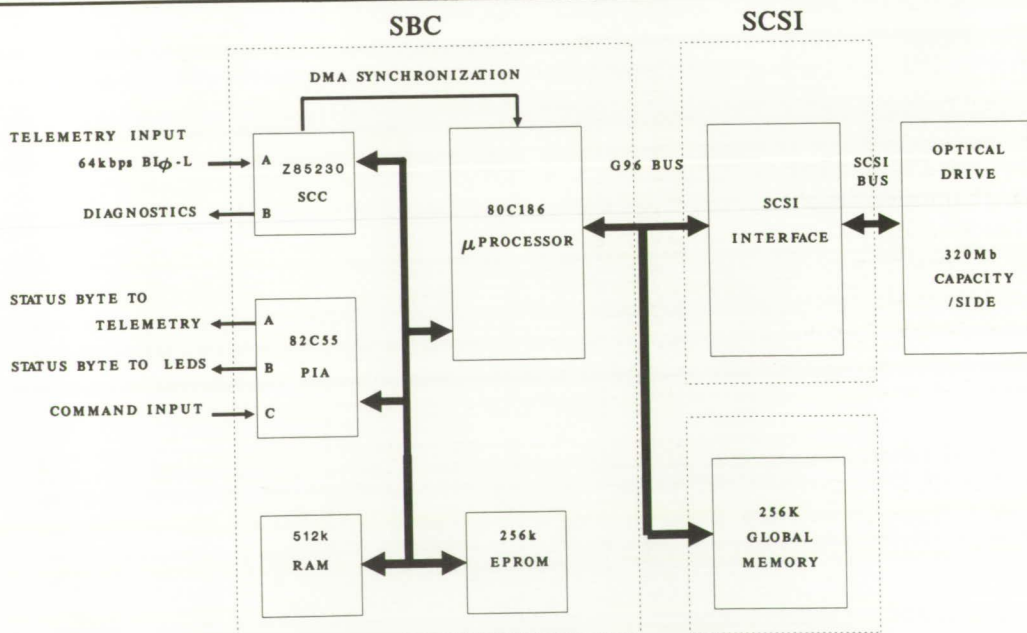 SBC
SCSI
DMA SYNCHRONIZATION
TELEMETRY INPUT
64kbps BIϕ-L
DIAGNOSTICS
A
B
Z85230
SCC
STATUS BYTE TO
TELEMETRY
STATUS BYTE TO LEDS
COMMAND INPUT
A
B
C
82C55
PIA
80C186
μPROCESSOR
G96 BUS
SCSI
INTERFACE
SCSI
BUS
OPTICAL
DRIVE
320Mb
CAPACITY
/SIDE
512k
RAM
256k
EPROM
256K
GLOBAL
MEMORY